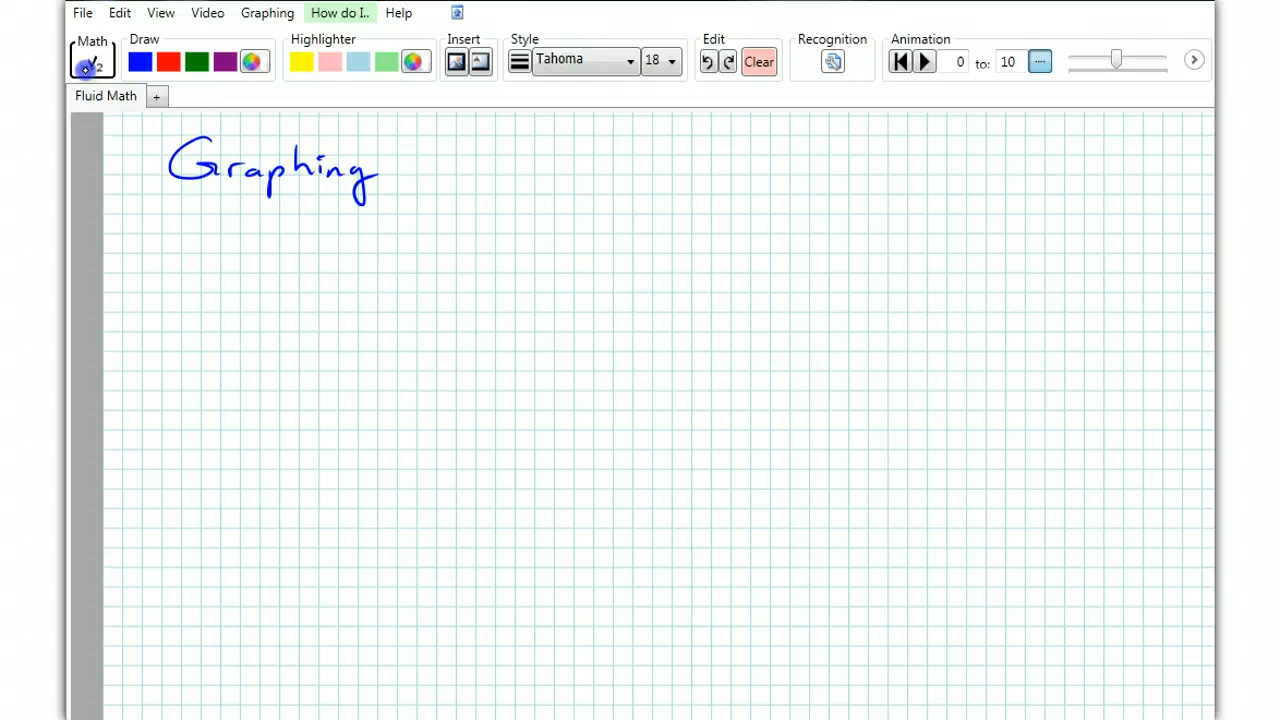 File Edit View Video Graphing How do I.. Help
Math Draw Highlighter Insert Style Edit Recognition Animation
Tahoma 18 Clear 0 to: 10
Fluid Math +
Graphing